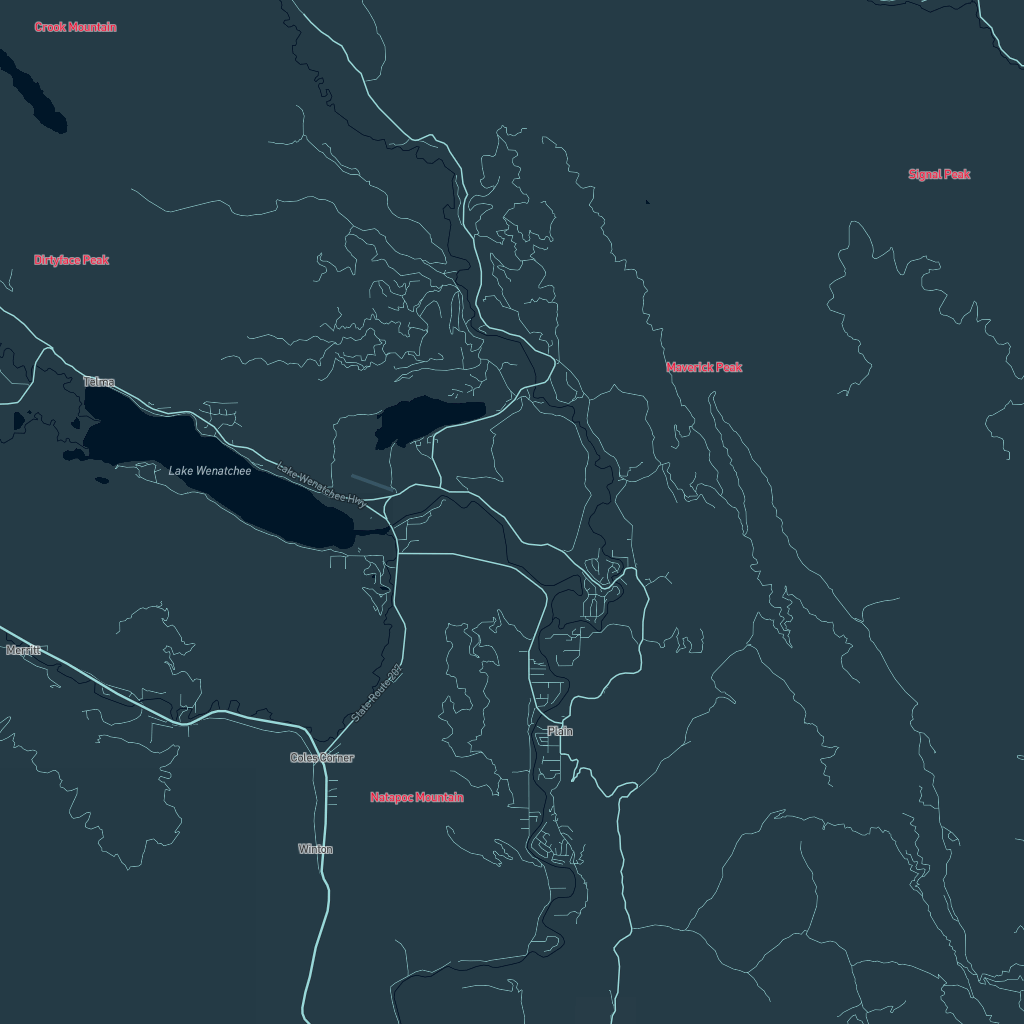 Crook Mountain
Signal Peak
Dirtyface Peak
Maverick Peak
Telma
Lake Wenatchee
Lake Wenatchee Hwy
Merritt
State Route 207
Plain
Coles Corner
Natapoc Mountain
Winton